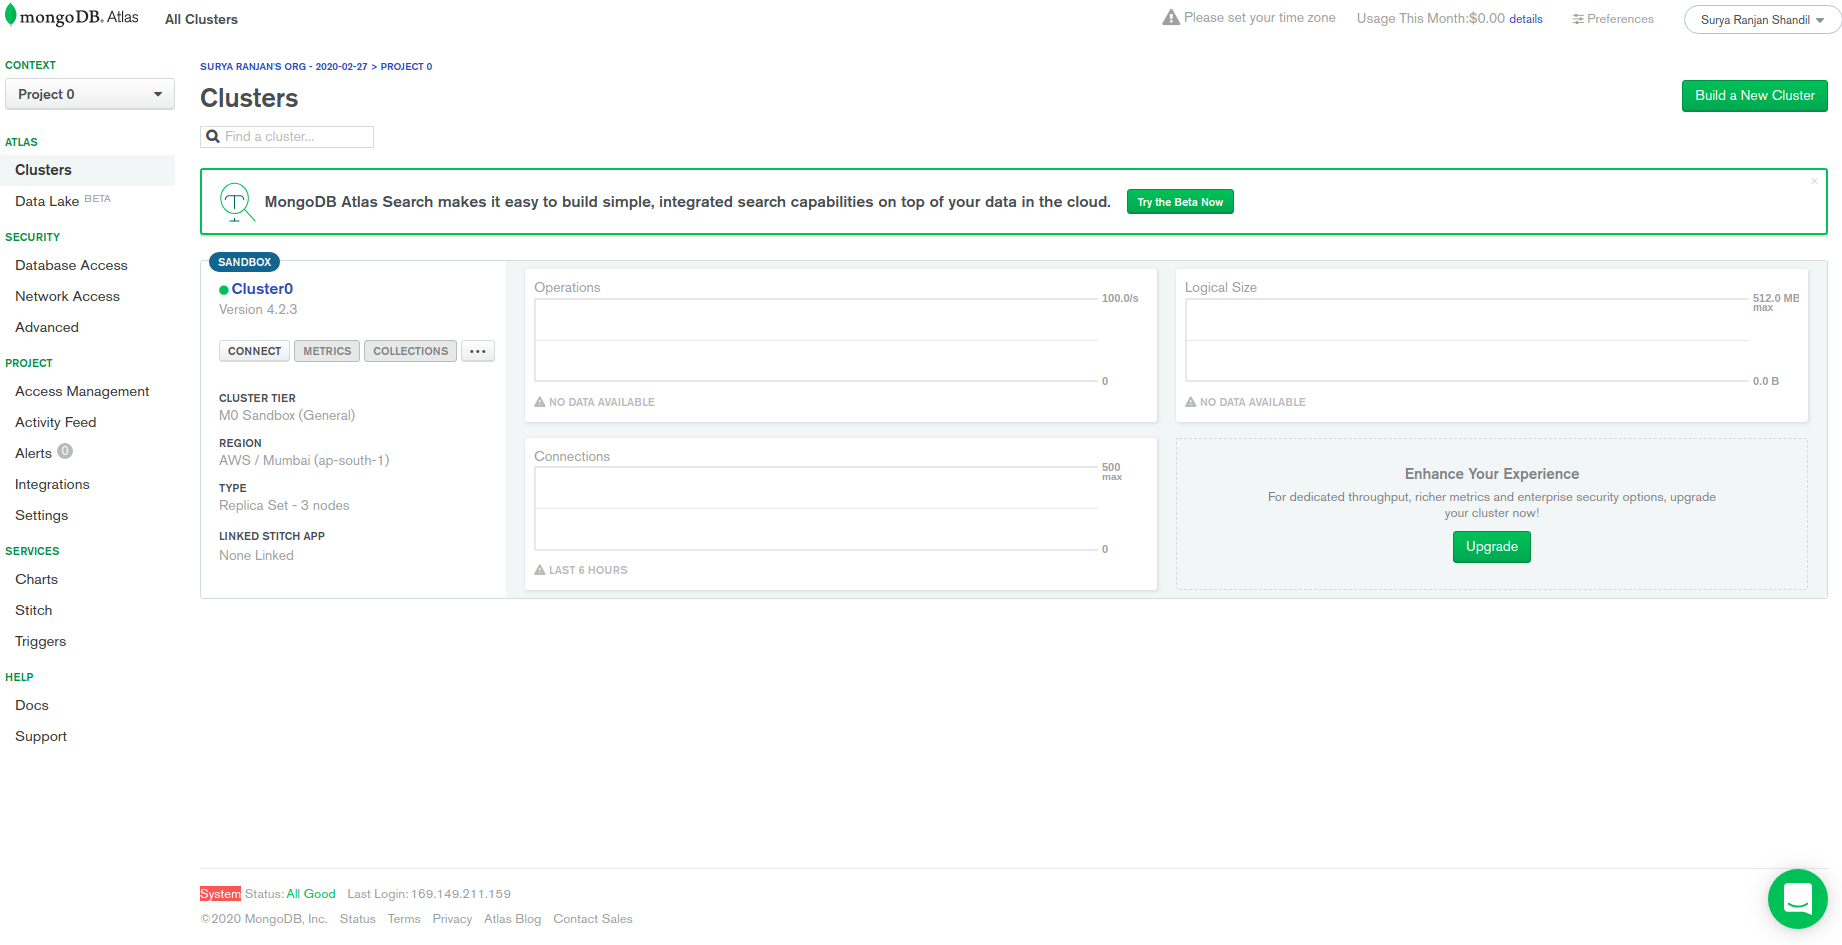 mongoDB. Atlas
All Clusters
Please set your time zone
Usage This Month:$0.00 details
Preferences
Surya Ranjan Shandil
CONTEXT
Project 0
ATLAS
Clusters
Data Lake BETA
SECURITY
Database Access
Network Access
Advanced
PROJECT
Access Management
Activity Feed
Alerts 0
Integrations
Settings
SERVICES
Charts
Stitch
Triggers
HELP
Docs
Support
SURYA RANJAN'S ORG - 2020-02-27 > PROJECT 0
Clusters
Build a New Cluster
Find a cluster...
MongoDB Atlas Search makes it easy to build simple, integrated search capabilities on top of your data in the cloud.
Try the Beta Now
SANDBOX
Cluster0
Version 4.2.3
CONNECT
METRICS
COLLECTIONS
CLUSTER TIER
M0 Sandbox (General)
REGION
AWS / Mumbai (ap-south-1)
TYPE
Replica Set - 3 nodes
LINKED STITCH APP
None Linked
Operations
100.0/s
0
NO DATA AVAILABLE
Logical Size
512.0 MB
max
0.0 B
NO DATA AVAILABLE
Connections
500
max
0
LAST 6 HOURS
Enhance Your Experience
For dedicated throughput, richer metrics and enterprise security options, upgrade
your cluster now!
Upgrade
System Status: All Good Last Login: 169.149.211.159
©2020 MongoDB, Inc. Status Terms Privacy Atlas Blog Contact Sales